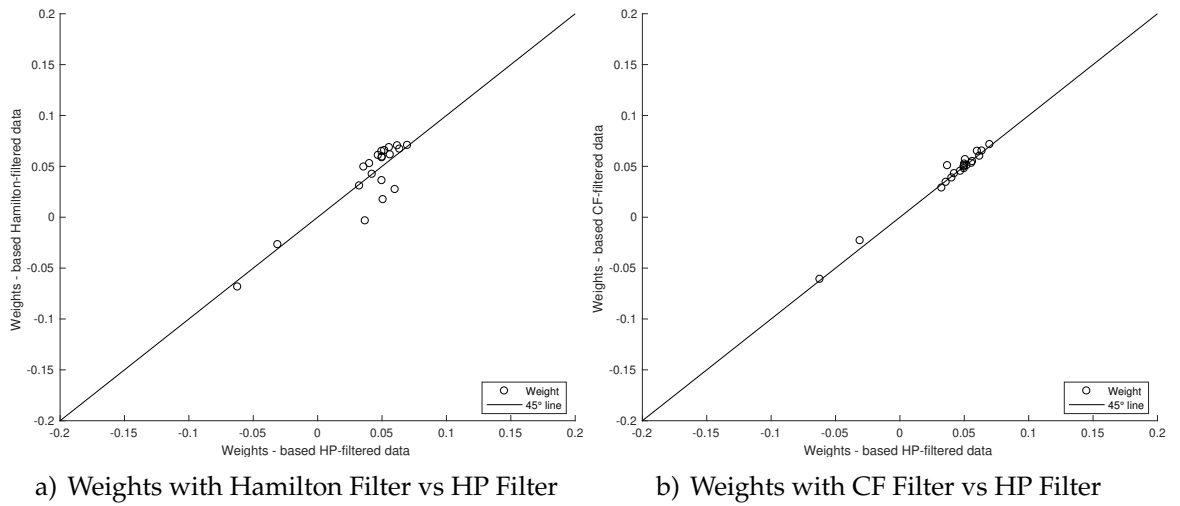 0.2
0.15
0.1
0.05
0
-0.05
-0.1
-0.15
-0.2
Weights - based Hamilton-filtered data
-0.2 -0.15 -0.1 -0.05 0 0.05 0.1 0.15 0.2
Weights - based HP-filtered data
Weight
45° line
a) Weights with Hamilton Filter vs HP Filter
0.2
0.15
0.1
0.05
0
-0.05
-0.1
-0.15
-0.2
Weights - based CF-filtered data
-0.2 -0.15 -0.1 -0.05 0 0.05 0.1 0.15 0.2
Weights - based HP-filtered data
Weight
45° line
b) Weights with CF Filter vs HP Filter